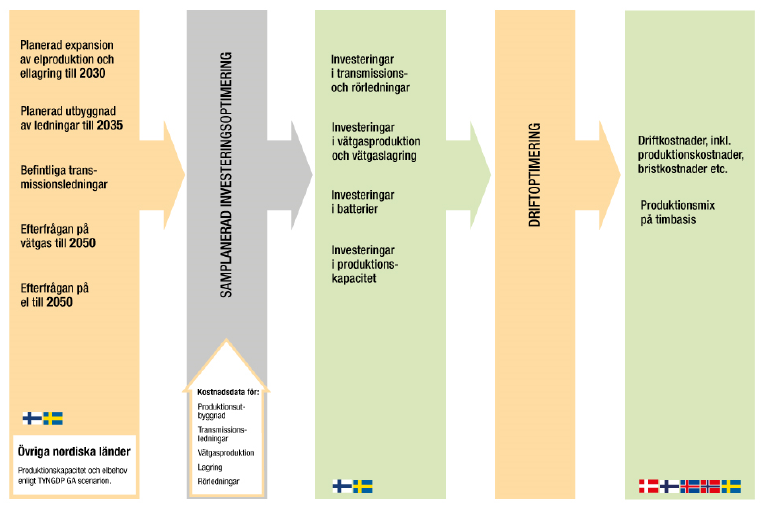 Planerad expansion
av elproduktion och
ellagring till 2030
Planerad utbyggnad
av ledningar till 2035
Befintliga trans-
missionsledningar
Efterfrågan på
vätgas till 2050
Efterfrågan på
el till 2050
Övriga nordiska länder
Produktionskapacitet och elbehov
enligt TYNGDP GA scenarion.
SAMPLANERAD INVESTERINGSOPTIMERING
Kostnadsdata för:
Produktionsut-
byggnad
Transmissions-
ledningar
Vätgasproduktion
Lagring
Rörledningar
Investeringar
i transmissions-
och rörledningar
Investeringar
i vätgasproduktion
och vätgaslagring
Investeringar
i batterier
Investeringar
i produktions-
kapacitet
DRIFTOPTIMERING
Driftkostnader, inkl.
produktionskostnader,
bristkostnader etc.
Produktionsmix
på timbasis